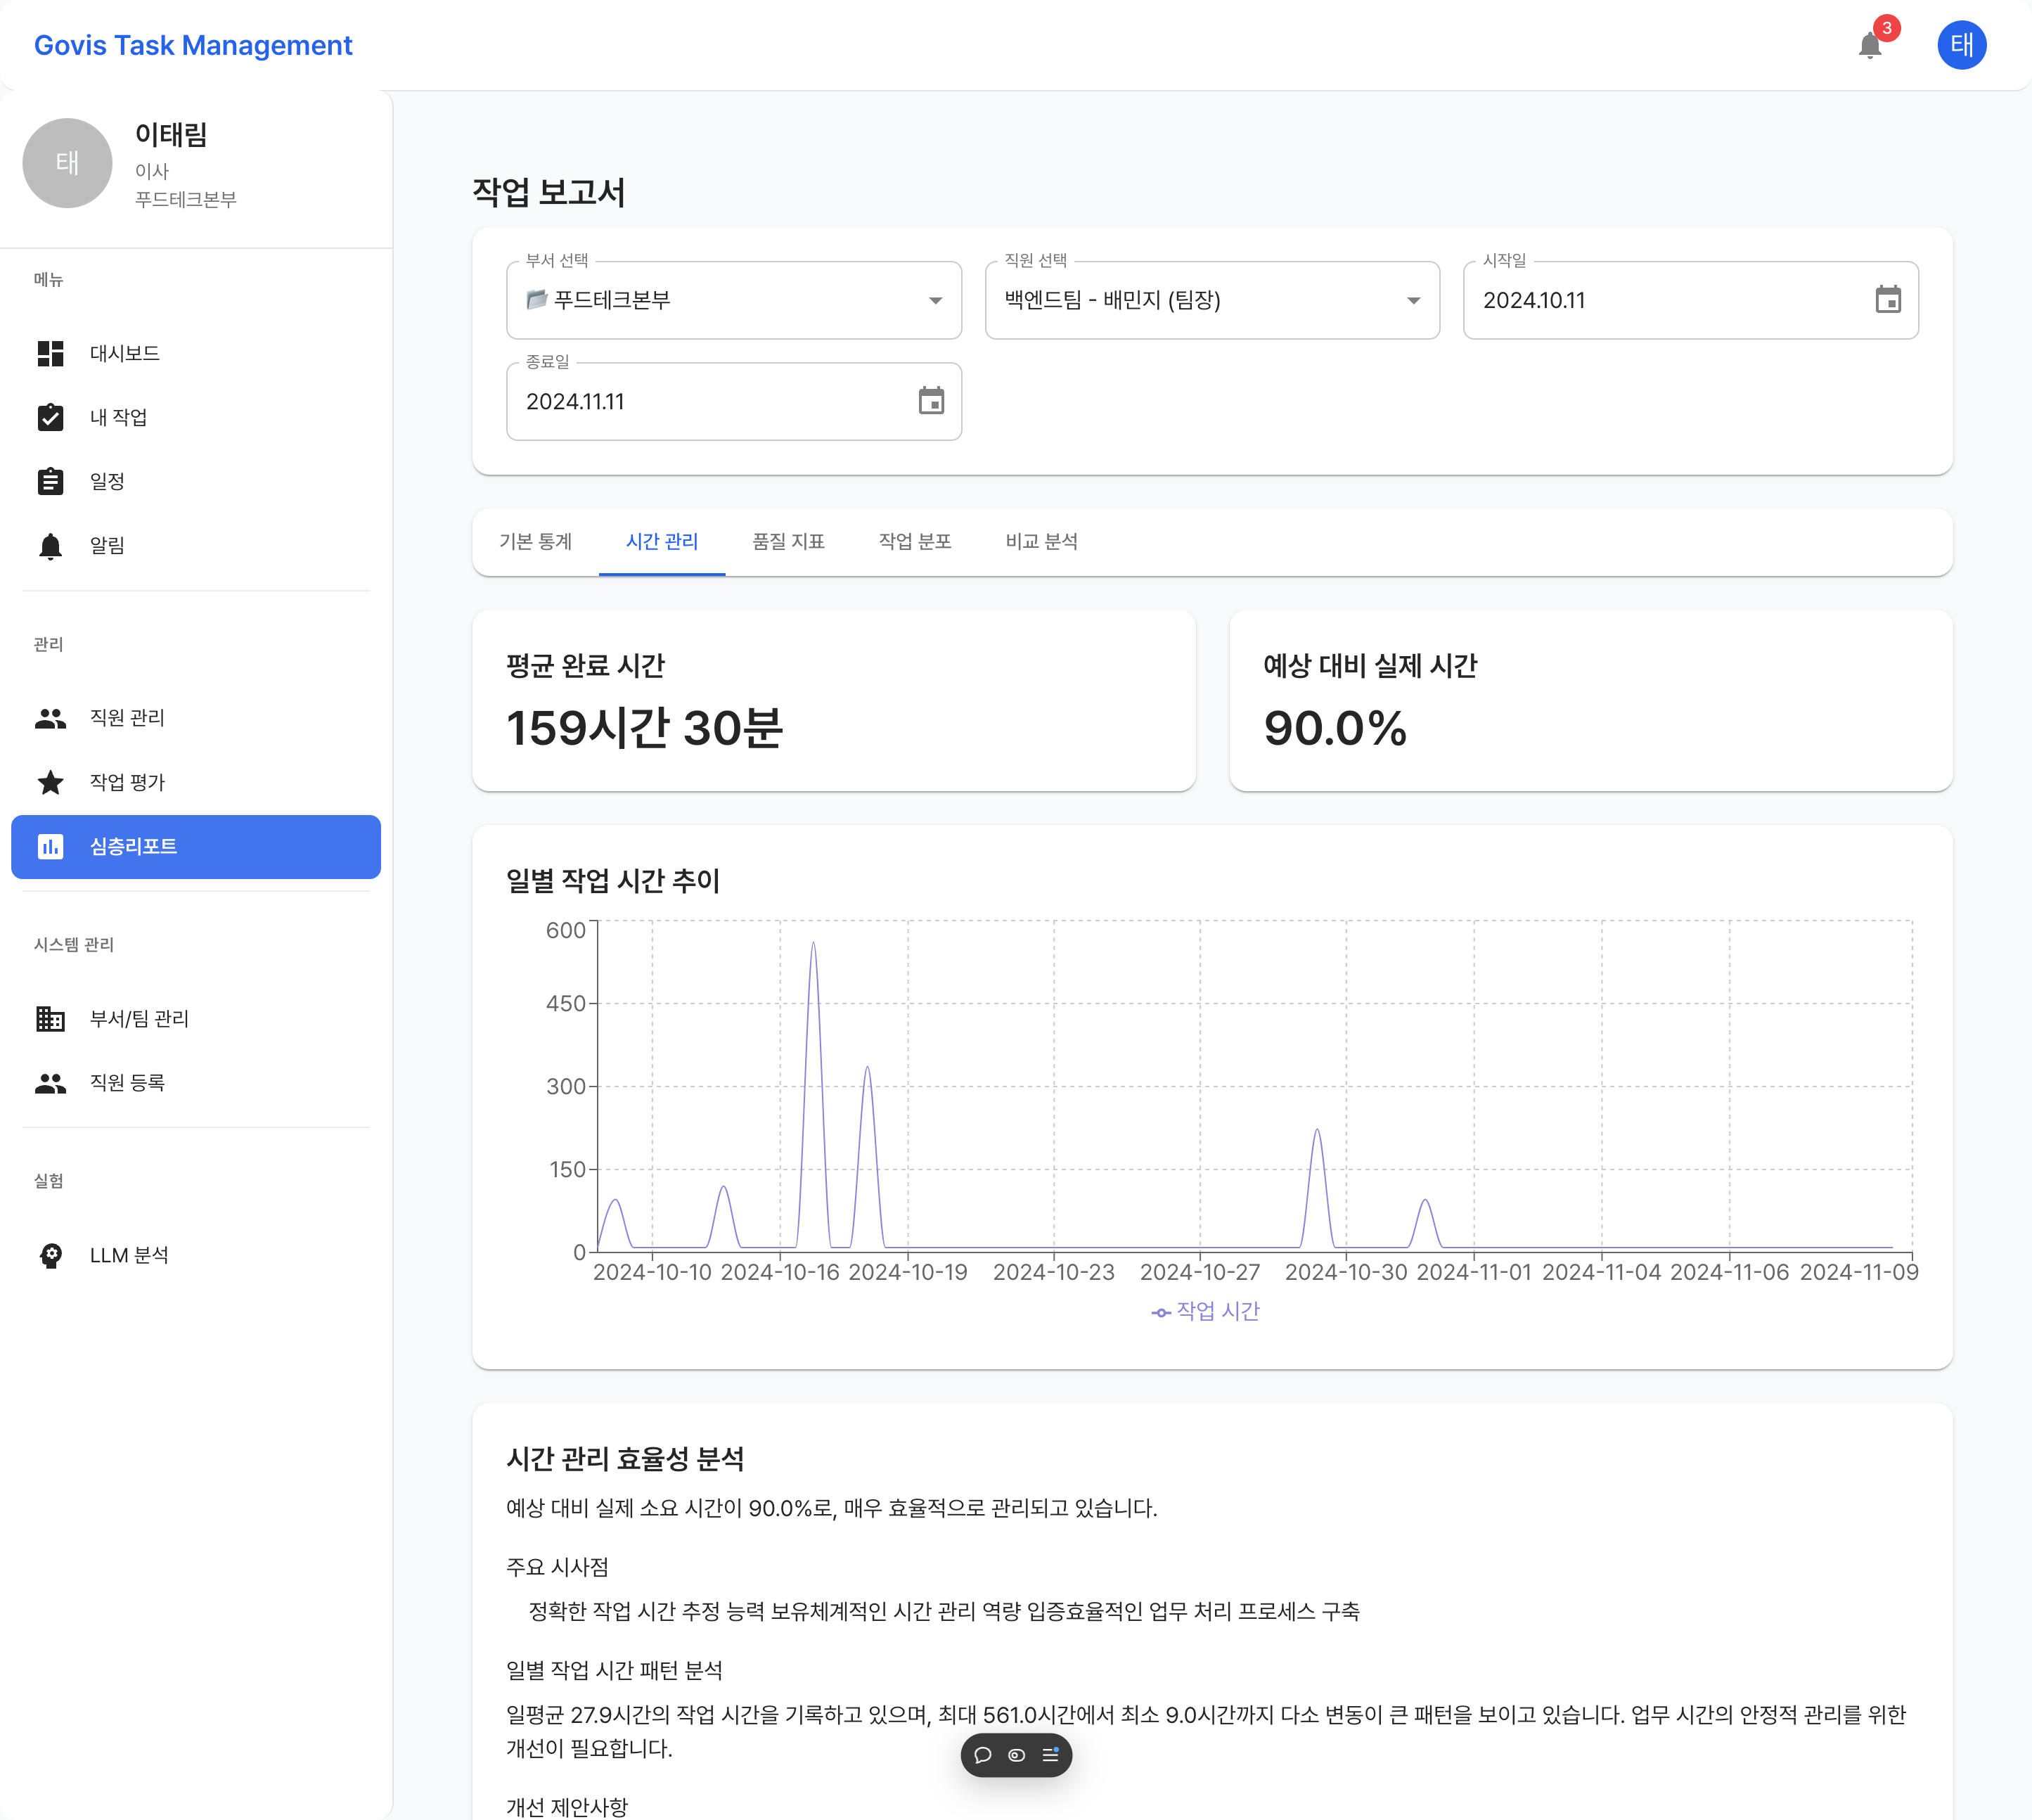 Govis Task Management
3
태
태
이태림
이사
푸드테크본부
메뉴
대시보드
내 작업
일정
알림
관리
직원 관리
작업 평가
심층리포트
시스템 관리
부서/팀 관리
직원 등록
실험
LLM 분석
작업 보고서
부서 선택
푸드테크본부
직원 선택
백엔드팀 - 배민지 (팀장)
시작일
2024.10.11
종료일
2024.11.11
기본 통계
시간 관리
품질 지표
작업 분포
비교 분석
평균 완료 시간
159시간 30분
예상 대비 실제 시간
90.0%
일별 작업 시간 추이
600
450
300
150
0
2024-10-10 2024-10-16 2024-10-19 2024-10-23 2024-10-27 2024-10-30 2024-11-01 2024-11-04 2024-11-06 2024-11-09
작업 시간
시간 관리 효율성 분석
예상 대비 실제 소요 시간이 90.0%로, 매우 효율적으로 관리되고 있습니다.
주요 시사점
정확한 작업 시간 추정 능력 보유체계적인 시간 관리 역량 입증효율적인 업무 처리 프로세스 구축
일별 작업 시간 패턴 분석
일평균 27.9시간의 작업 시간을 기록하고 있으며, 최대 561.0시간에서 최소 9.0시간까지 다소 변동이 큰 패턴을 보이고 있습니다. 업무 시간의 안정적 관리를 위한
개선이 필요합니다.
개선 제안사항